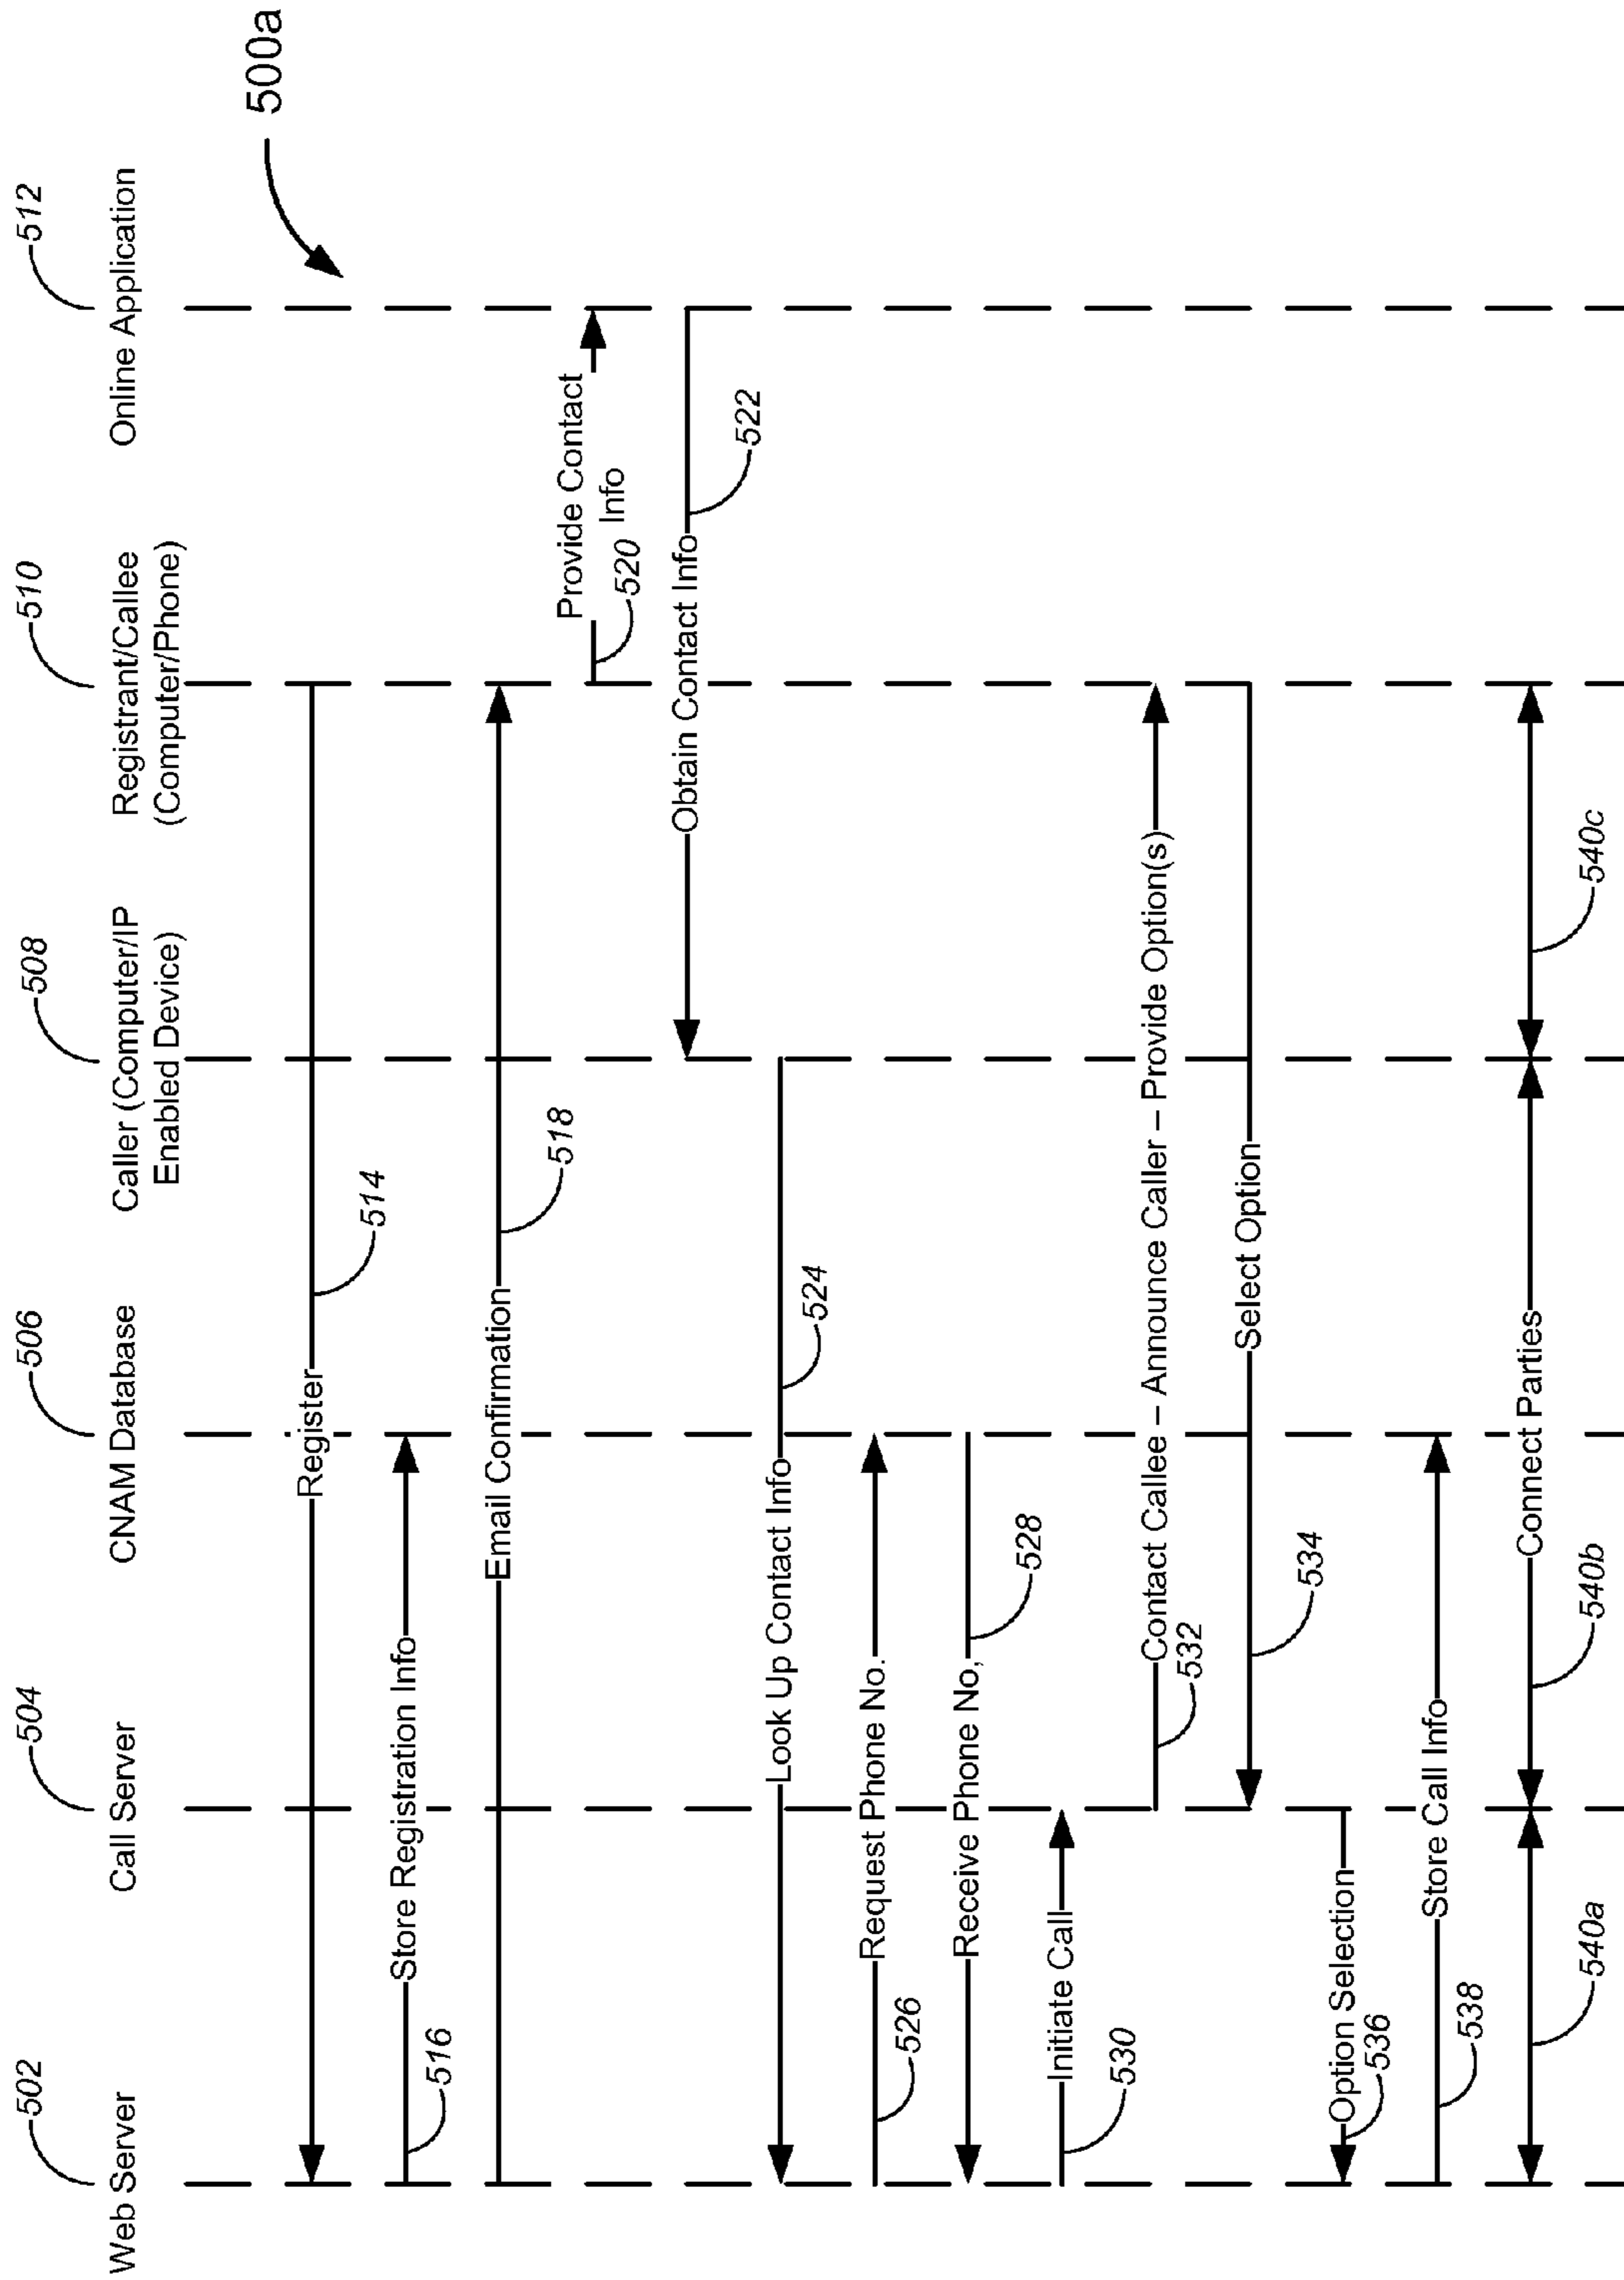 502
504
506
508
510
512
Web Server
Call Server
CNAM Database
Caller (Computer/IP
Enabled Device)
Registrant/Callee
(Computer/Phone)
Online Application
500a
Register
514
Store Registration Info
516
Email Confirmation
518
Provide Contact
Info
520
Obtain Contact Info
522
Look Up Contact Info
524
Request Phone No.
526
Receive Phone No,
528
Initiate Call
530
Contact Callee – Announce Caller – Provide Option(s)
532
Select Option
534
Option Selection
536
Store Call Info
538
Connect Parties
540a
540b
540c